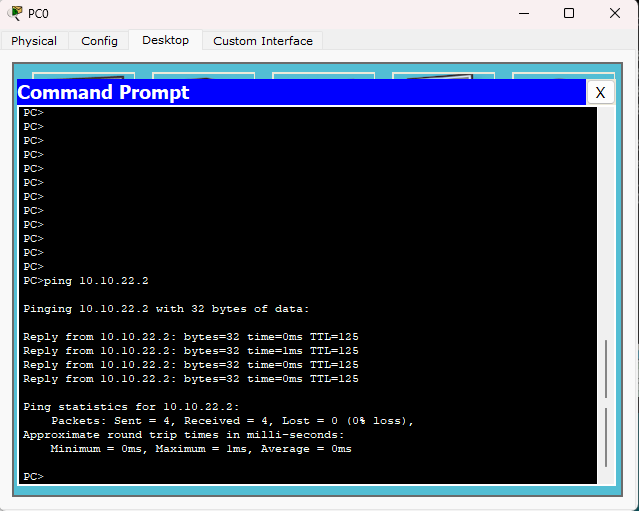 PC0
Physical Config Desktop Custom Interface
Command Prompt X
PC>
PC>
PC>
PC>
PC>
PC>
PC>
PC>
PC>
PC>
PC>
PC>
PC>ping 10.10.22.2
Pinging 10.10.22.2 with 32 bytes of data:
Reply from 10.10.22.2: bytes=32 time=0ms TTL=125
Reply from 10.10.22.2: bytes=32 time=1ms TTL=125
Reply from 10.10.22.2: bytes=32 time=0ms TTL=125
Reply from 10.10.22.2: bytes=32 time=0ms TTL=125
Ping statistics for 10.10.22.2:
Packets: Sent = 4, Received = 4, Lost = 0 (0% loss),
Approximate round trip times in milli-seconds:
Minimum = 0ms, Maximum = 1ms, Average = 0ms
PC>